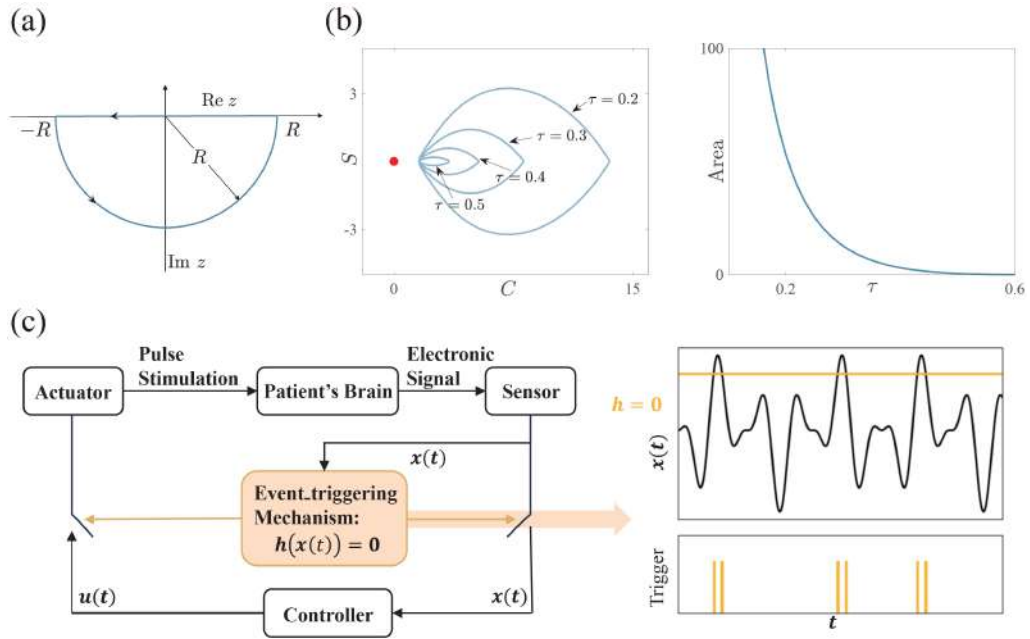 (a)
Re z
−R
R
R
Im z
(b)
3
S
-3
0
C
15
τ = 0.2
τ = 0.3
τ = 0.4
τ = 0.5
100
Area
0
0.2
τ
0.6
(c)
Pulse
Stimulation
Electronic
Signal
Actuator
Patient's Brain
Sensor
x(t)
Event_triggering
Mechanism:
h(x(t)) = 0
u(t)
Controller
x(t)
h = 0
x(t)
Trigger
t